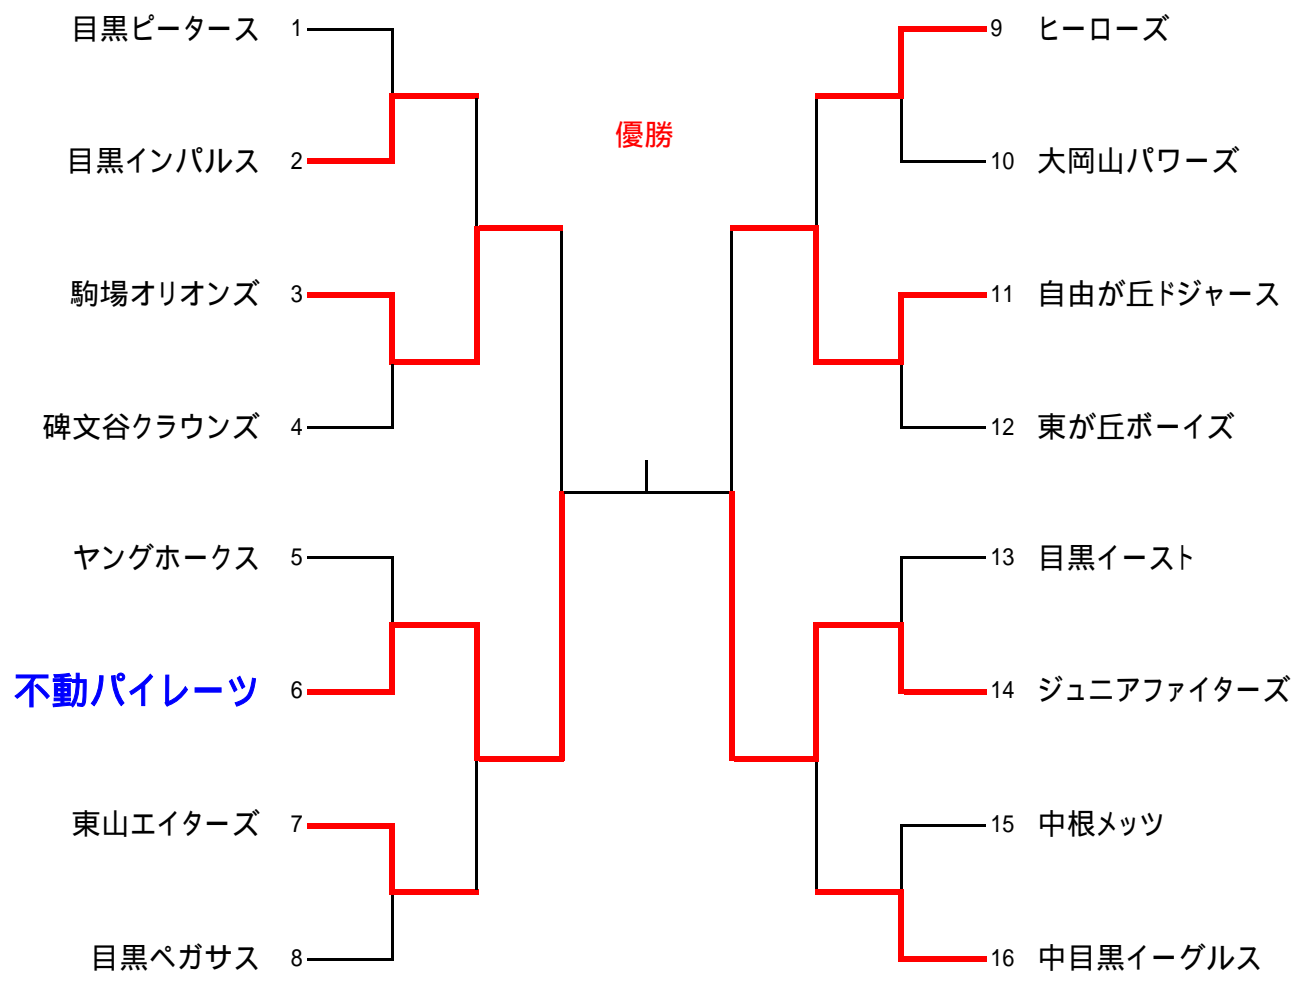 目黒ピータース 1
目黒インパルス 2
駒場オリオンズ 3
碑文谷クラウンズ 4
ヤングホークス 5
不動パイレーツ 6
東山エイターズ 7
目黒ペガサス 8
優勝
9 ヒーローズ
10 大岡山パワーズ
11 自由が丘ドジャース
12 東が丘ボーイズ
13 目黒イースト
14 ジュニアファイターズ
15 中根メッツ
16 中目黒イーグルス